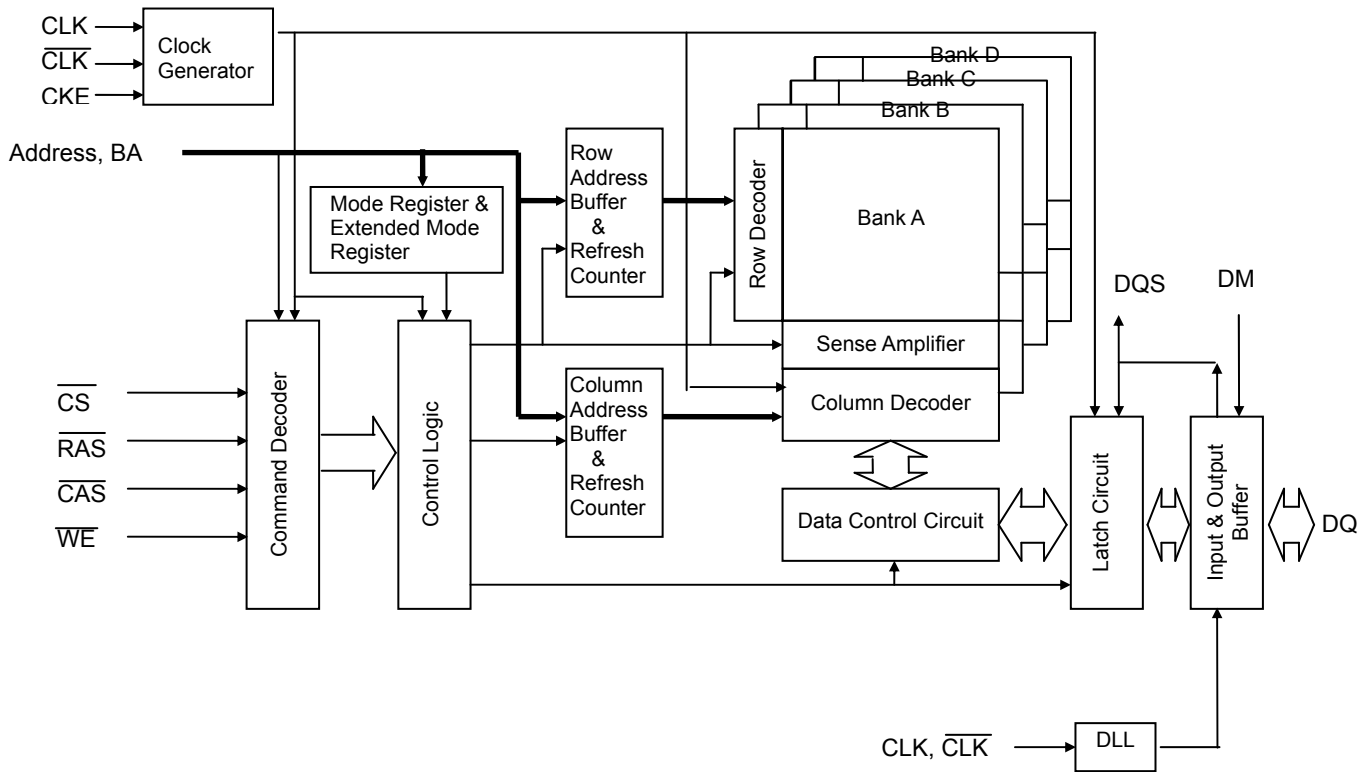 CLK
CLK
CKE
Clock
Generator
Bank D
Bank C
Bank B
Address, BA
Row
Address
Buffer
&
Refresh
Counter
Row Decoder
Bank A
Mode Register &
Extended Mode
Register
DQS
DM
Sense Amplifier
Column Decoder
CS
RAS
CAS
WE
Command Decoder
Control Logic
Column
Address
Buffer
&
Refresh
Counter
Data Control Circuit
Latch Circuit
Input & Output
Buffer
DQ
CLK, CLK
DLL